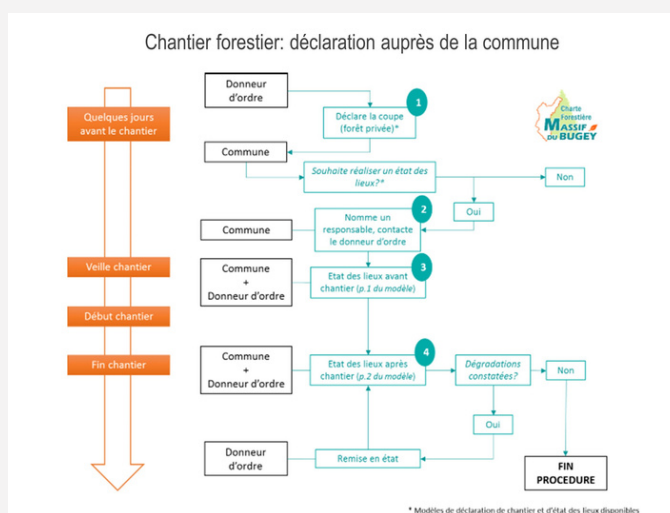 Chantier forestier: déclaration auprès de la commune
Quelques jours
avant le chantier
Veille chantier
Début chantier
Fin chantier
Donneur
d'ordre
1
Déclare la coupe
(forêt privée)*
Charte
Forestière
MASSIF
DU BUGEY
Commune
Souhaite réaliser un état des
lieux?*
Non
Oui
2
Commune
Nomme un
responsable, contacte
le donneur d'ordre
3
Commune
+
Donneur d'ordre
Etat des lieux avant
chantier (p.1 du modèle)
4
Commune
+
Donneur d'ordre
Etat des lieux après
chantier (p.2 du modèle)
Dégradations
constatées?
Non
Oui
Donneur
d'ordre
Remise en état
FIN
PROCEDURE
* Modèles de déclaration de chantier et d'état des lieux disponibles